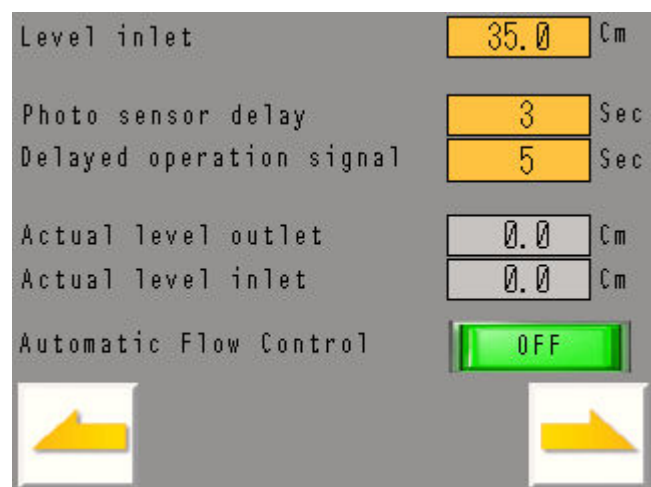 Level inlet 35.0 Cm
Photo sensor delay 3 Sec
Delayed operation signal 5 Sec
Actual level outlet 0.0 Cm
Actual level inlet 0.0 Cm
Automatic Flow Control OFF